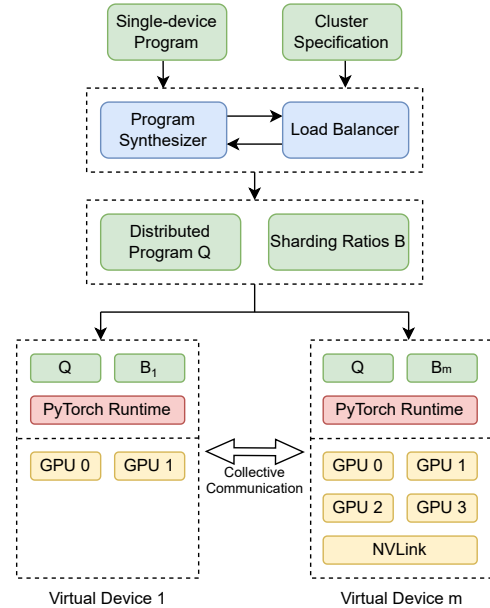 Single-device
Program
Cluster
Specification
Program
Synthesizer
Load Balancer
Distributed
Program Q
Sharding Ratios B
Q
B1
PyTorch Runtime
GPU 0
GPU 1
Collective
Communication
Q
Bm
PyTorch Runtime
GPU 0
GPU 1
GPU 2
GPU 3
NVLink
Virtual Device 1
Virtual Device m